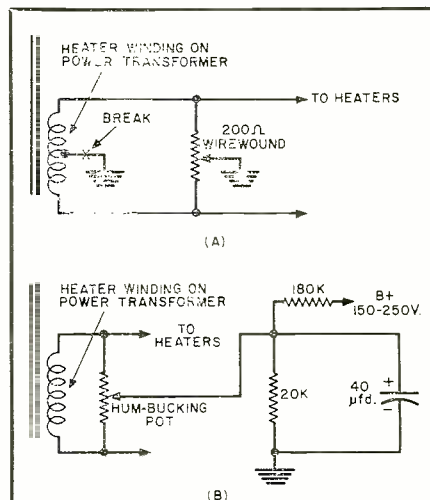 HEATER WINDING ON
POWER TRANSFORMER
TO HEATERS
BREAK
200Ω
WIREWOUND
(A)
HEATER WINDING ON
POWER TRANSFORMER
180K
B+
150-250V.
TO
HEATERS
HUM-BUCKING
POT
20K
40
µfd.
+
−
(B)